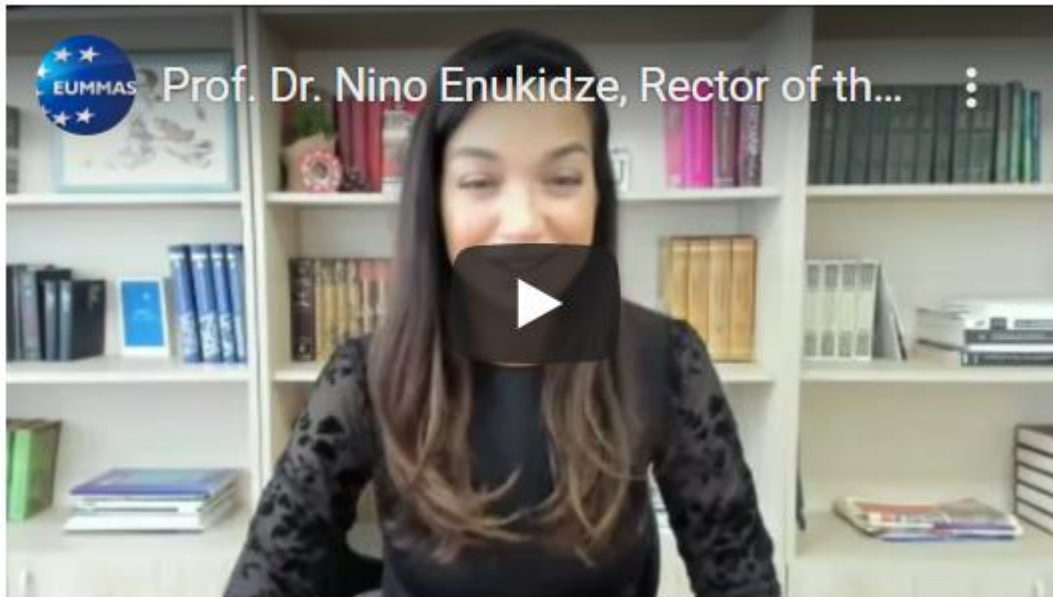 EUMMAS
Prof. Dr. Nino Enukidze, Rector of th...